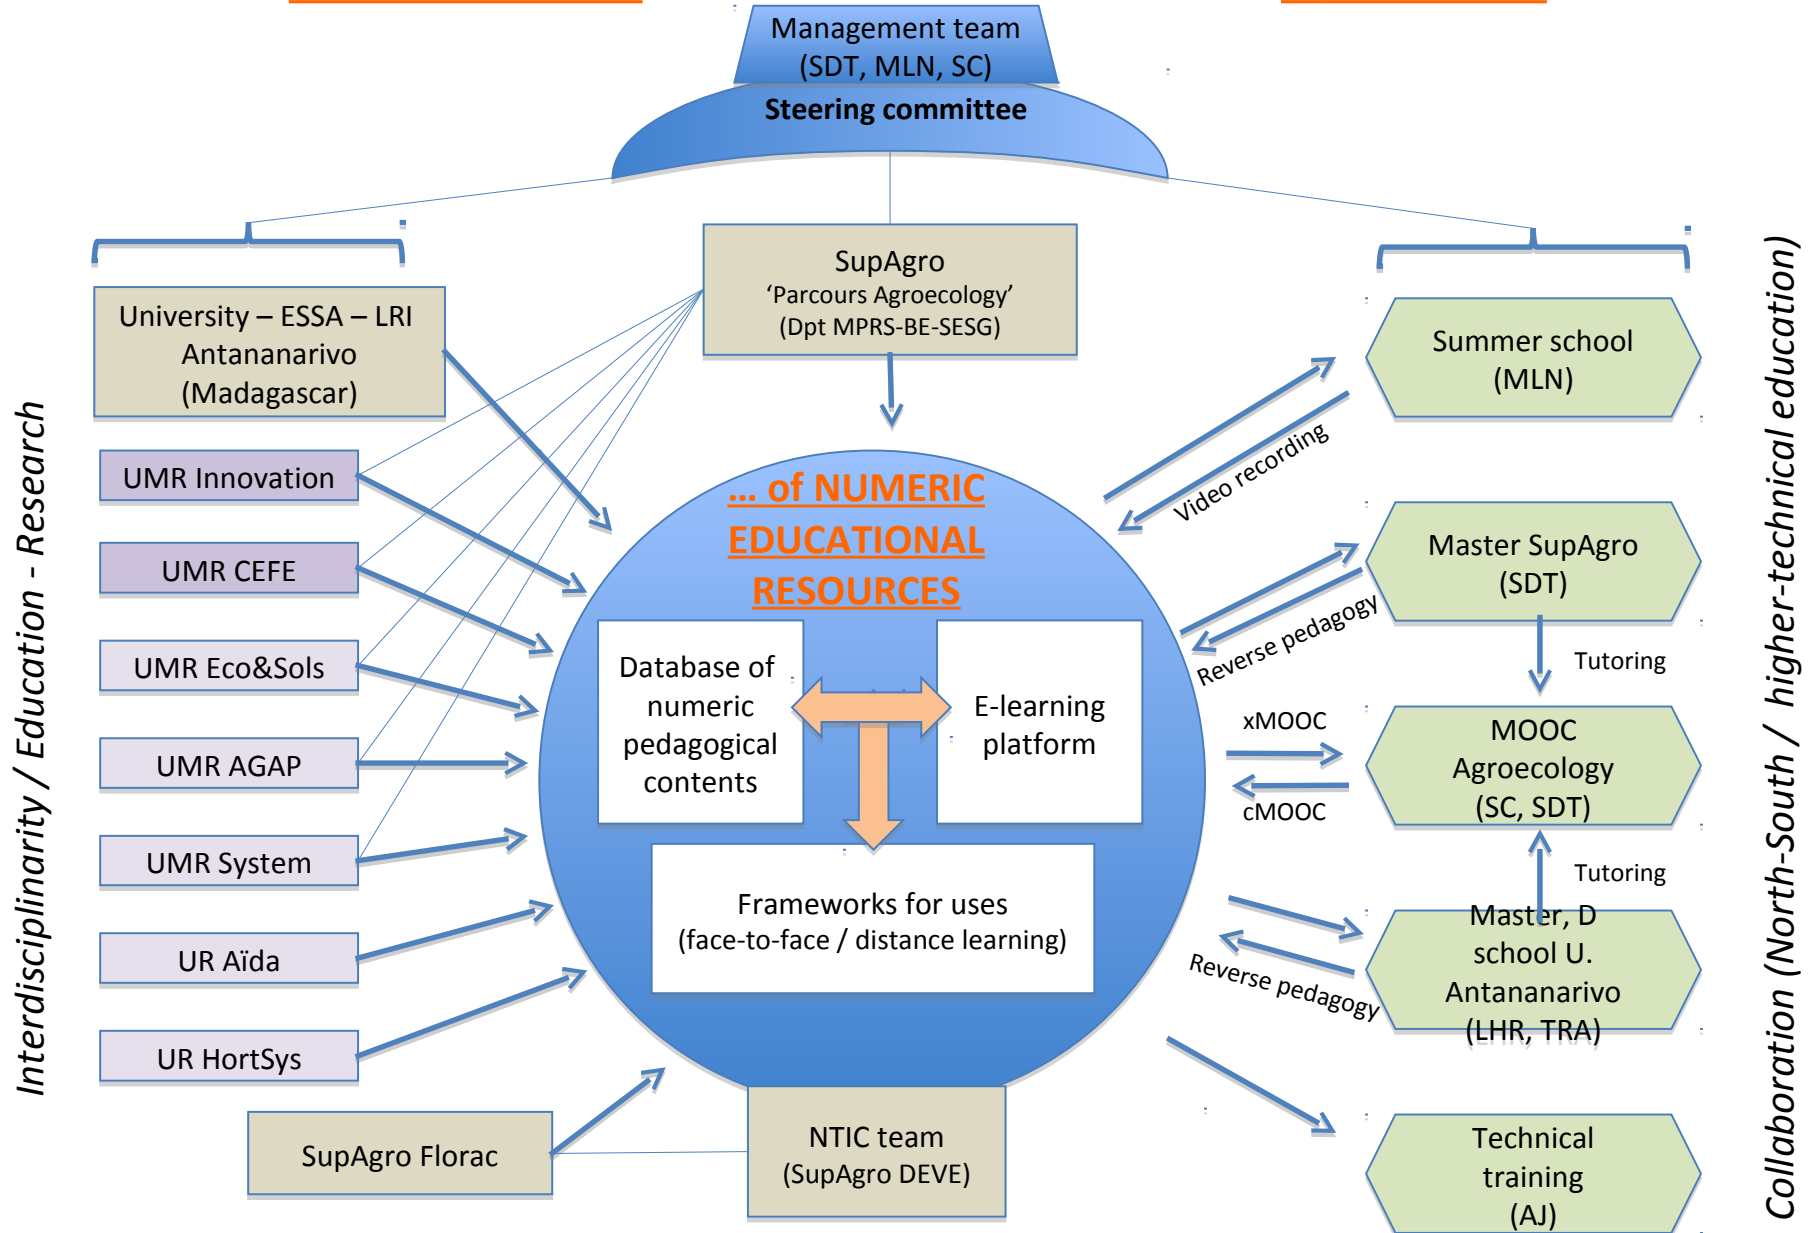 Management team
(SDT, MLN, SC)
Steering committee
Interdisciplinarity / Education - Research
University – ESSA – LRI
Antananarivo
(Madagascar)
UMR Innovation
UMR CEFE
UMR Eco&Sols
UMR AGAP
UMR System
UR Aïda
UR HortSys
SupAgro Florac
SupAgro
‘Parcours Agroecology’
(Dpt MPRS-BE-SESG)
... of NUMERIC
EDUCATIONAL
RESOURCES
Database of
numeric
pedagogical
contents
E-learning
platform
Frameworks for uses
(face-to-face / distance learning)
NTIC team
(SupAgro DEVE)
Video recording
Reverse pedagogy
xMOOC
cMOOC
Reverse pedagogy
Summer school
(MLN)
Master SupAgro
(SDT)
Tutoring
MOOC
Agroecology
(SC, SDT)
Tutoring
Master, D
school U.
Antananarivo
(LHR, TRA)
Technical
training
(AJ)
Collaboration (North-South / higher-technical education)